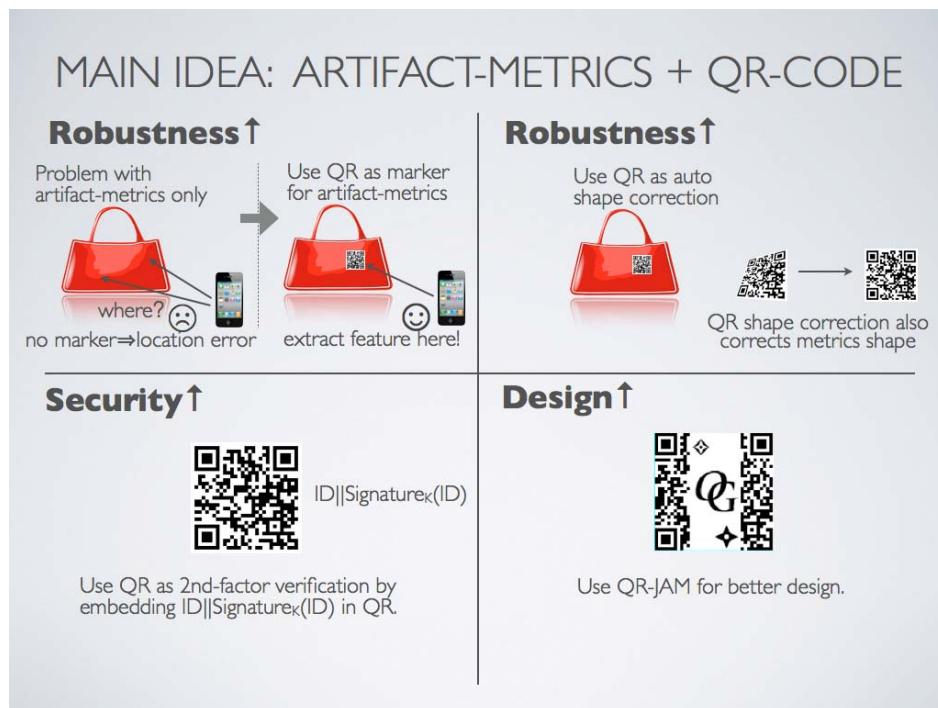 MAIN IDEA: ARTIFACT-METRICS + QR-CODE
Robustness↑
Problem with
artifact-metrics only
Use QR as marker
for artifact-metrics
where?
no marker⇒location error
extract feature here!
Robustness↑
Use QR as auto
shape correction
QR shape correction also
corrects metrics shape
Security↑
ID||Signatureₖ(ID)
Use QR as 2nd-factor verification by
embedding ID||Signatureₖ(ID) in QR.
Design↑
OG
Use QR-JAM for better design.